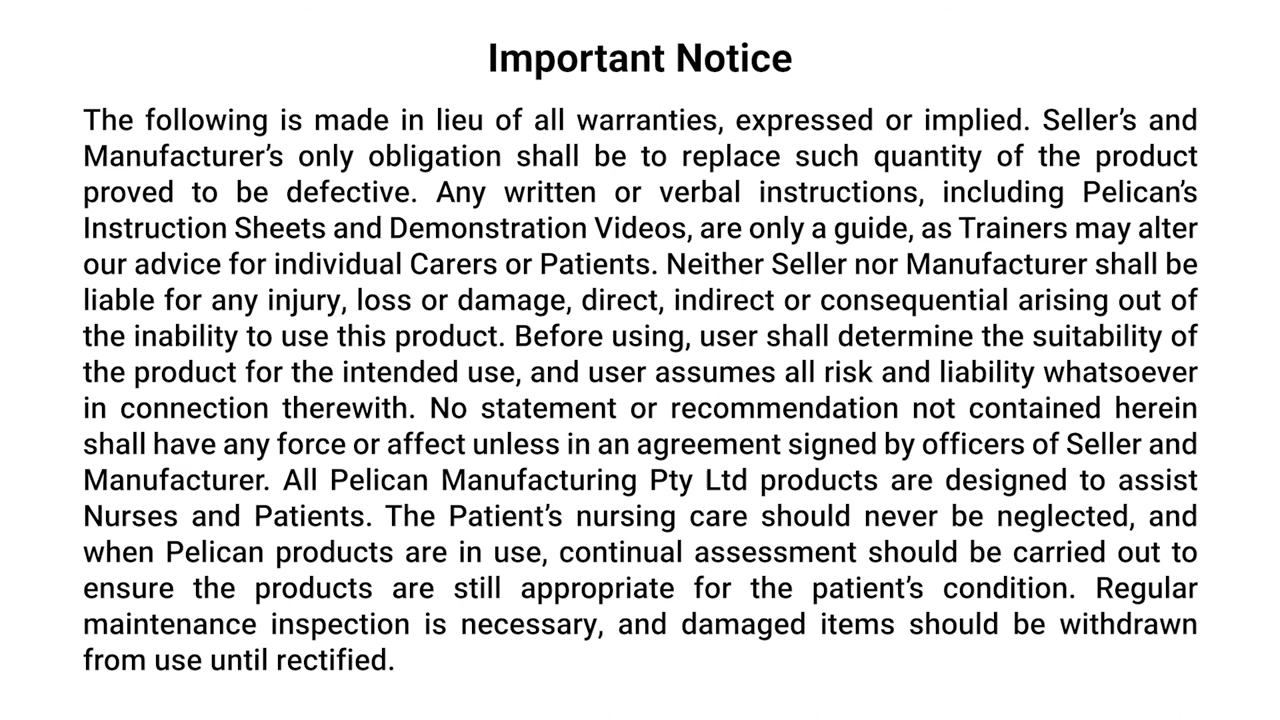 Important Notice
The following is made in lieu of all warranties, expressed or implied. Seller’s and
Manufacturer’s only obligation shall be to replace such quantity of the product
proved to be defective. Any written or verbal instructions, including Pelican’s
Instruction Sheets and Demonstration Videos, are only a guide, as Trainers may alter
our advice for individual Carers or Patients. Neither Seller nor Manufacturer shall be
liable for any injury, loss or damage, direct, indirect or consequential arising out of
the inability to use this product. Before using, user shall determine the suitability of
the product for the intended use, and user assumes all risk and liability whatsoever
in connection therewith. No statement or recommendation not contained herein
shall have any force or affect unless in an agreement signed by officers of Seller and
Manufacturer. All Pelican Manufacturing Pty Ltd products are designed to assist
Nurses and Patients. The Patient’s nursing care should never be neglected, and
when Pelican products are in use, continual assessment should be carried out to
ensure the products are still appropriate for the patient’s condition. Regular
maintenance inspection is necessary, and damaged items should be withdrawn
from use until rectified.